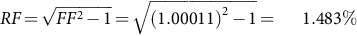 RF = √FF² − 1 = √(1.00011)² − 1 = 1.483%